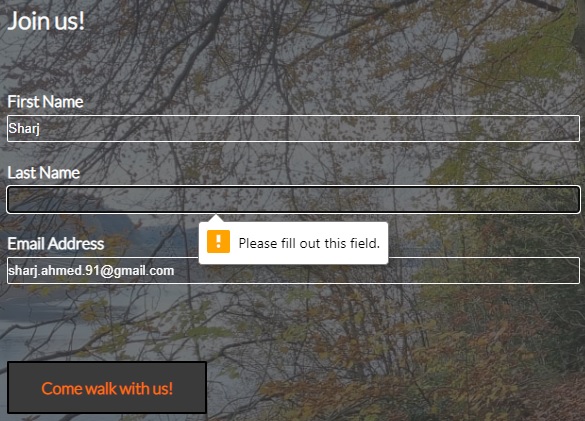 Join us!
First Name
Sharj
Last Name
! Please fill out this field.
Email Address
sharj.ahmed.91@gmail.com
Come walk with us!